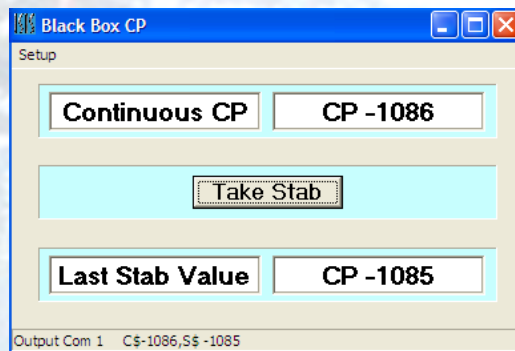 Black Box CP
Setup
Continuous CP CP -1086
Take Stab
Last Stab Value CP -1085
Output Com 1 C$-1086,S$ -1085